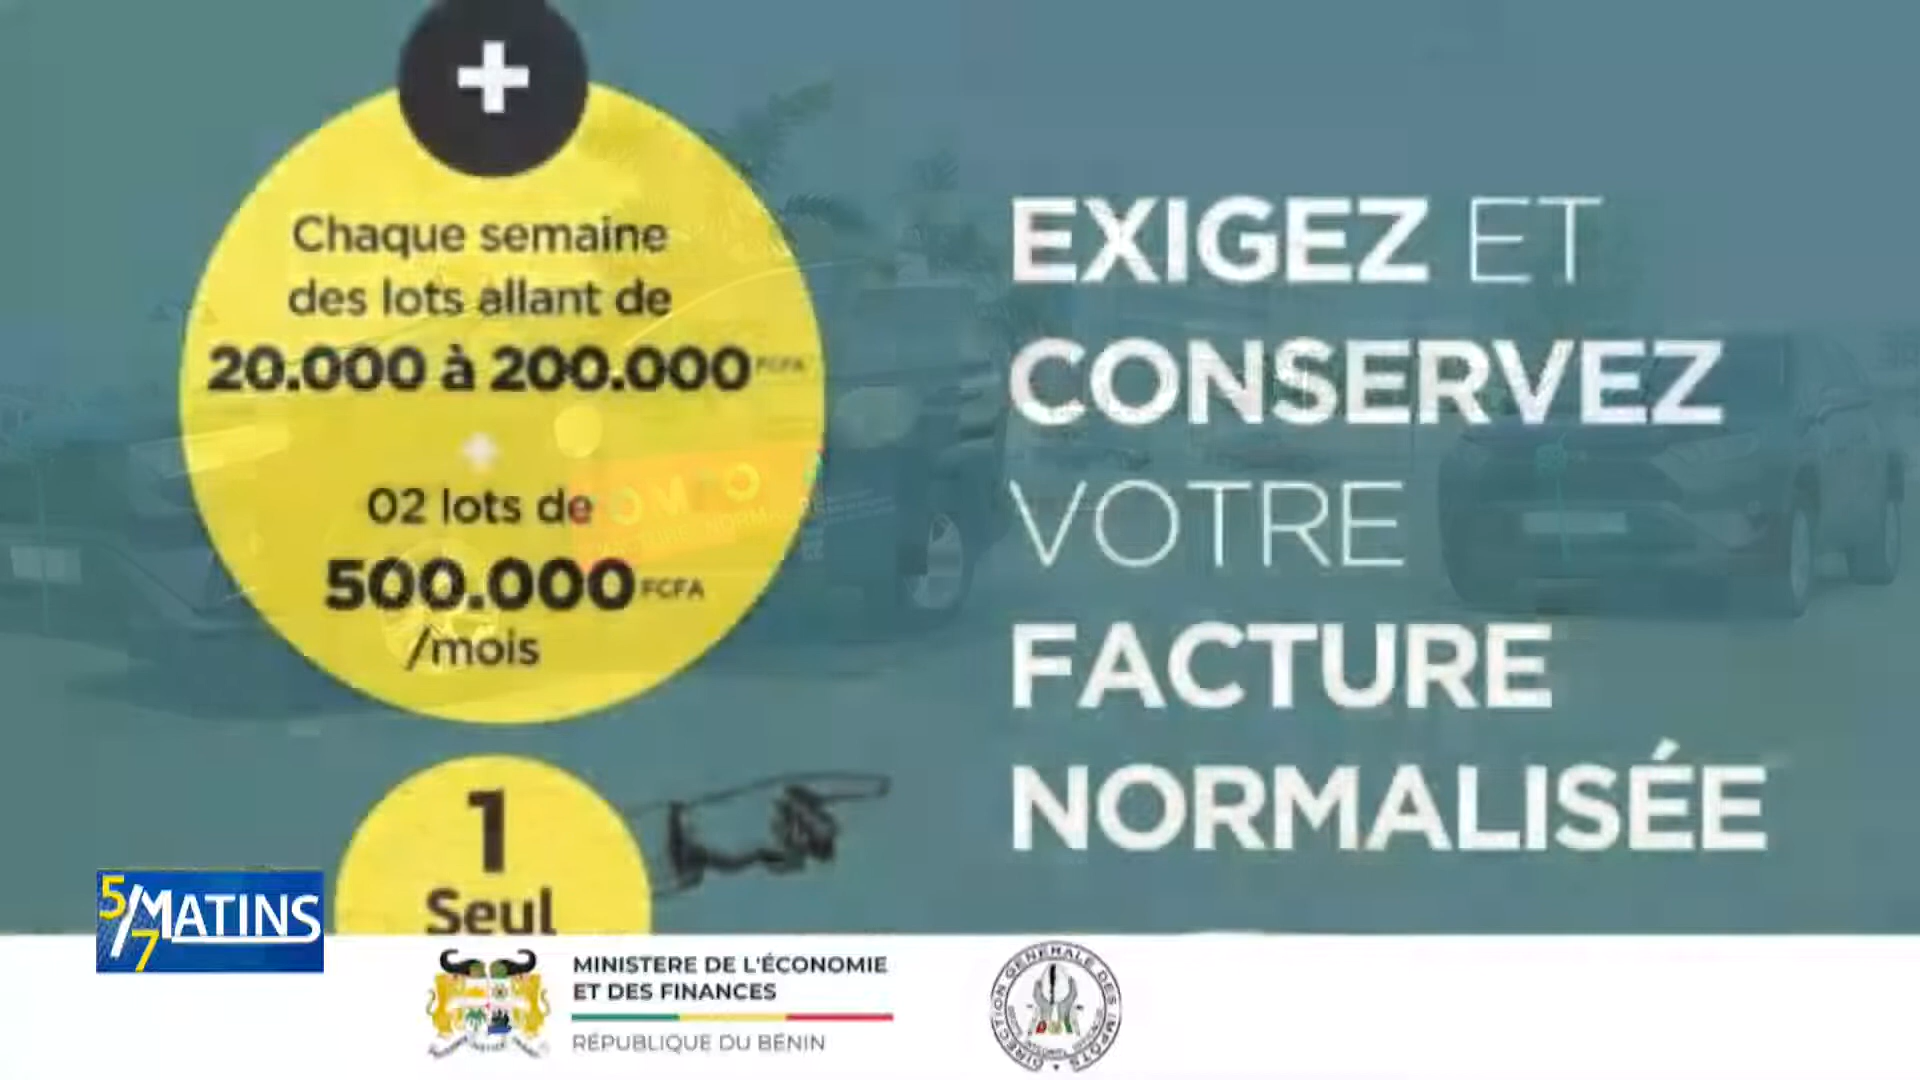 Chaque semaine
des lots allant de
20.000 à 200.000 FCFA
+
02 lots de
500.000 FCFA
/mois
1
Seul
EXIGEZ ET
CONSERVEZ
VOTRE
FACTURE
NORMALISÉE
5/7 MATINS
MINISTERE DE L'ÉCONOMIE
ET DES FINANCES
RÉPUBLIQUE DU BÉNIN
DIRECTION GÉNÉRALE DES IMPÔTS